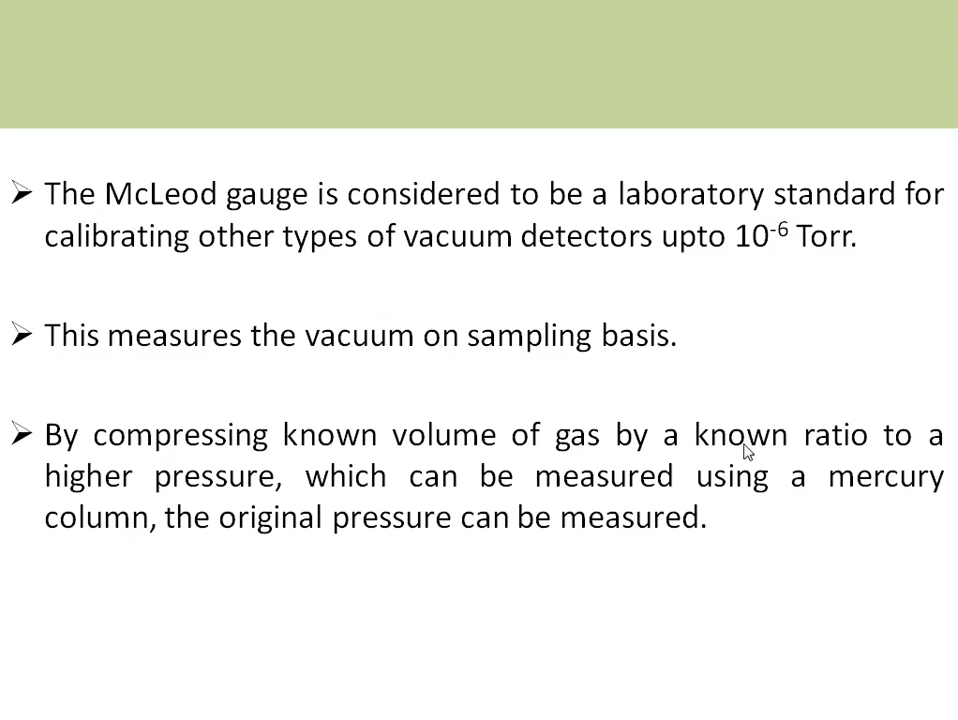 ➢ The McLeod gauge is considered to be a laboratory standard for
calibrating other types of vacuum detectors upto 10⁻⁶ Torr.
➢ This measures the vacuum on sampling basis.
➢ By compressing known volume of gas by a known ratio to a
higher pressure, which can be measured using a mercury
column, the original pressure can be measured.